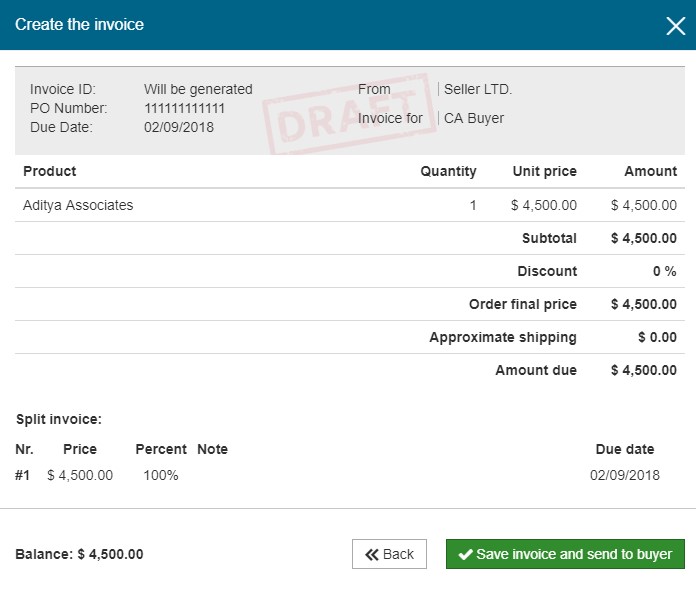 Create the invoice
Invoice ID: Will be generated From Seller LTD.
PO Number: 111111111111
Due Date: 02/09/2018 Invoice for CA Buyer
DRAFT
Product Quantity Unit price Amount
Aditya Associates 1 $ 4,500.00 $ 4,500.00
Subtotal $ 4,500.00
Discount 0 %
Order final price $ 4,500.00
Approximate shipping $ 0.00
Amount due $ 4,500.00
Split invoice:
Nr. Price Percent Note Due date
#1 $ 4,500.00 100% 02/09/2018
Balance: $ 4,500.00 Back Save invoice and send to buyer